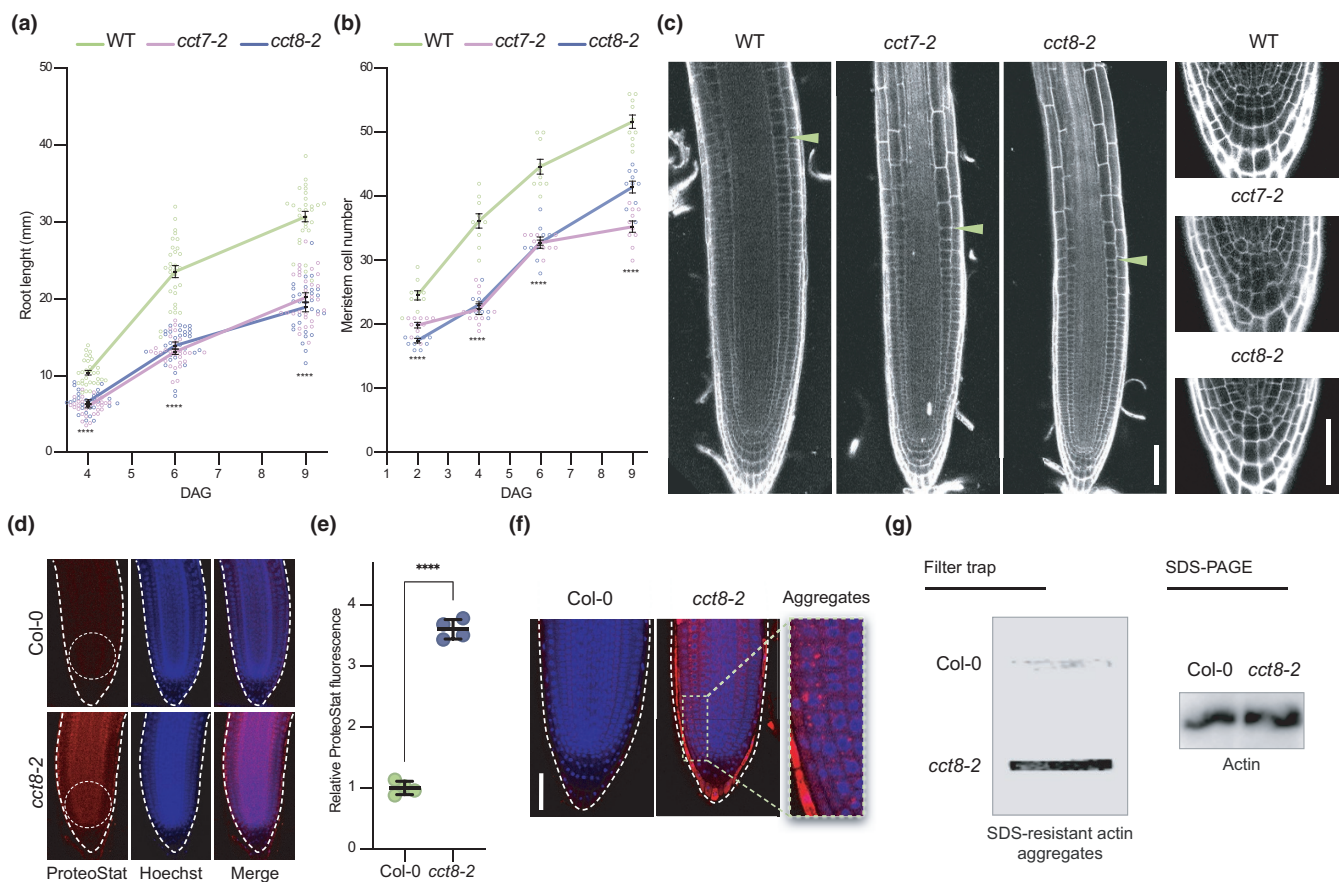 (a)
WT cct7-2 cct8-2
Root lenght (mm)
50
40
30
20
10
0
4 5 6 7 8 9
DAG
****
****
****
(b)
WT cct7-2 cct8-2
Meristem cell number
60
50
40
30
20
10
0
1 2 3 4 5 6 7 8 9
DAG
****
****
****
****
(c)
WT cct7-2 cct8-2 WT
cct7-2
cct8-2
(d)
Col-0
cct8-2
ProteoStat Hoechst Merge
(e)
Relative ProteoStat fluorescence
****
4
3
2
1
0
Col-0 cct8-2
(f)
Col-0 cct8-2 Aggregates
(g)
Filter trap
Col-0
cct8-2
SDS-resistant actin
aggregates
SDS-PAGE
Col-0 cct8-2
Actin